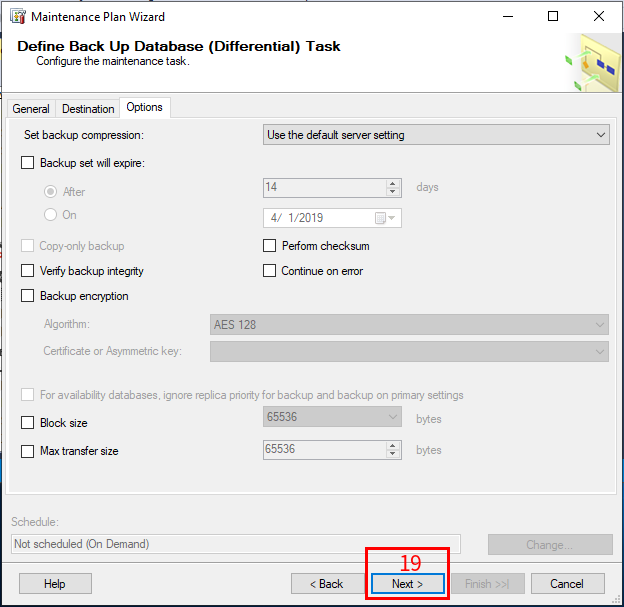 Maintenance Plan Wizard
Define Back Up Database (Differential) Task
Configure the maintenance task.
General Destination Options
Set backup compression: Use the default server setting
Backup set will expire:
After 14 days
On 4/ 1/2019
Copy-only backup Perform checksum
Verify backup integrity Continue on error
Backup encryption
Algorithm: AES 128
Certificate or Asymmetric key:
For availability databases, ignore replica priority for backup and backup on primary settings
Block size 65536 bytes
Max transfer size 65536 bytes
Schedule:
Not scheduled (On Demand) Change...
19
Help < Back Next > Finish >>| Cancel